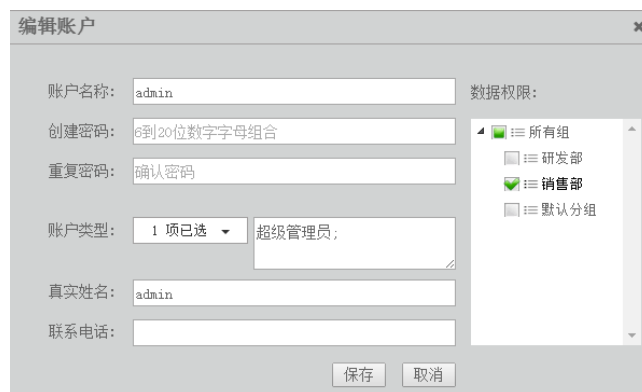 编辑账户
账户名称: admin
创建密码: 6到20位数字字母组合
重复密码: 确认密码
账户类型: 1 项已选 超级管理员;
真实姓名: admin
联系电话:
数据权限:
所有组
研发部
销售部
默认分组
保存 取消